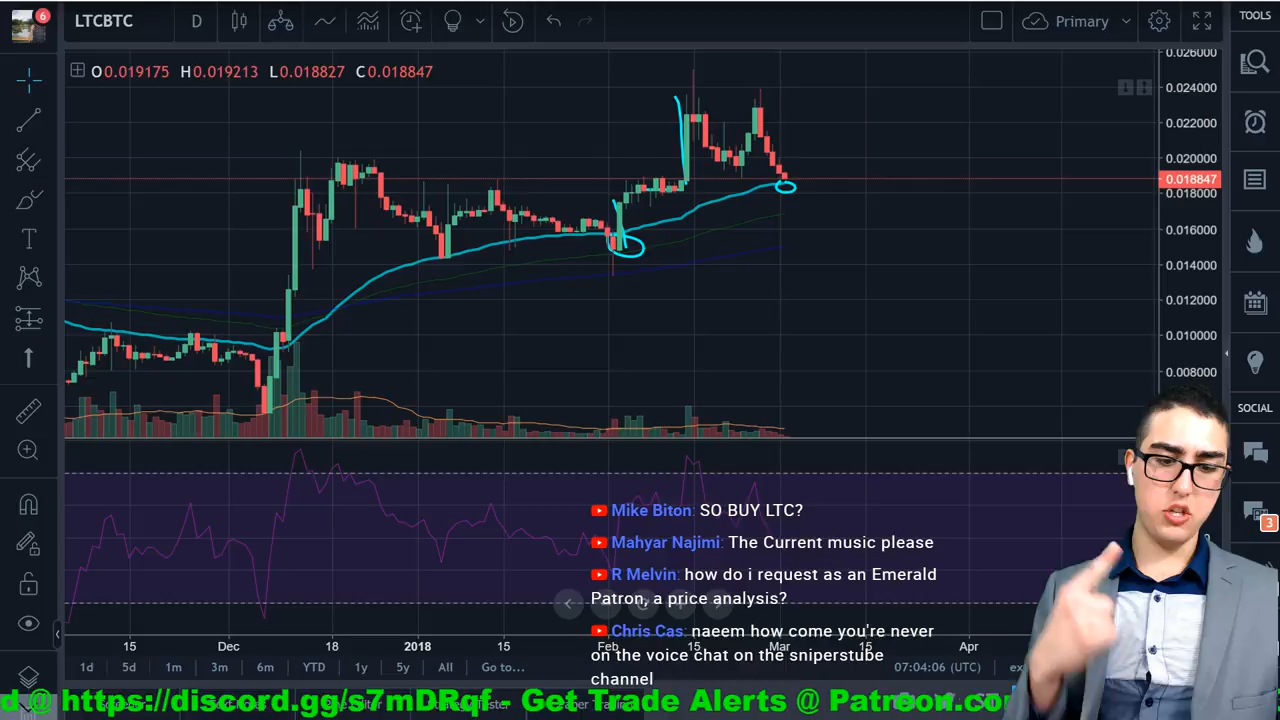 6
LTCBTC
D
Primary
TOOLS
O0.019175 H0.019213 L0.018827 C0.018847
0.026000
0.024000
0.022000
0.020000
0.018847
0.018000
0.016000
0.014000
0.012000
0.010000
0.008000
SOCIAL
3
Mike Biton: SO BUY LTC?
Mahyar Najimi: The Current music please
R Melvin: how do i request as an Emerald
Patron, a price analysis?
Chris Cas: naeem how come you're never
on the voice chat on the sniperstube
channel
15 Dec 18 2018 15 Feb 15 Mar 15 Apr
1d 5d 1m 3m 6m YTD 1y 5y All Go to... 07:04:06 (UTC)
d @ https://discord.gg/s7mDRqf - Get Trade Alerts @ Patreon.co